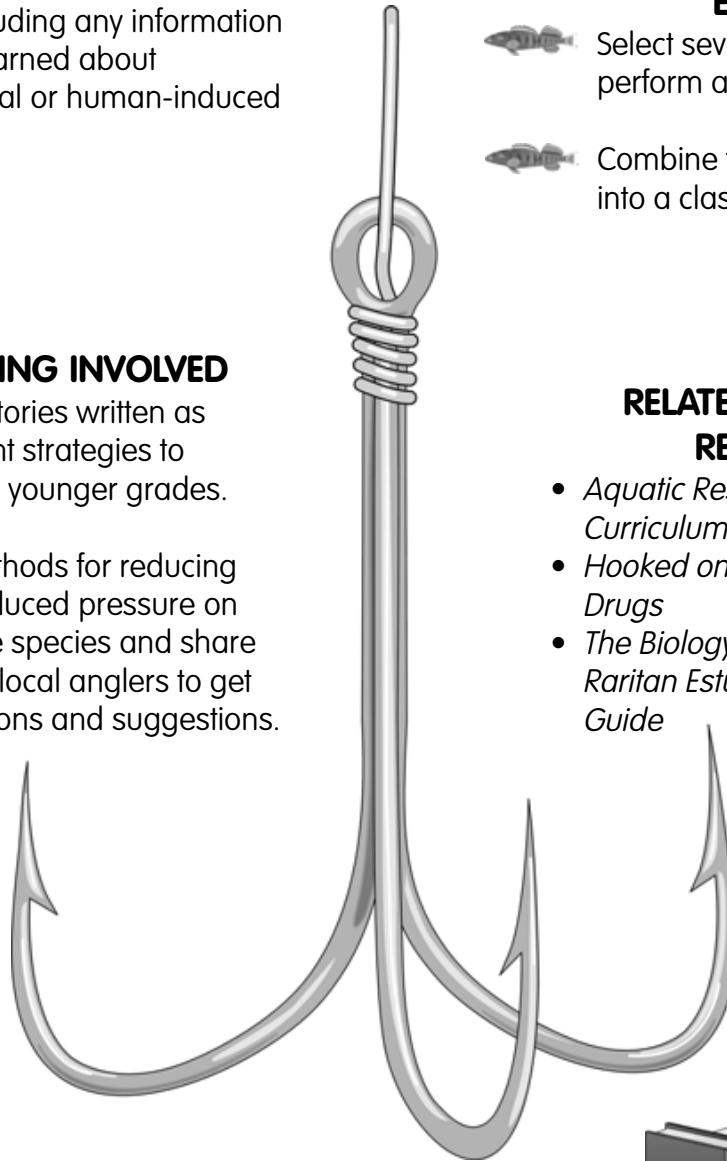 uding any information
arned about
al or human-induced
ING INVOLVED
tories written as
nt strategies to
younger grades.
thods for reducing
duced pressure on
e species and share
local anglers to get
ons and suggestions.
E
Select sev
perform a
Combine t
into a clas
RELATE
RE
• Aquatic Res
Curriculum
• Hooked on
Drugs
• The Biology
Raritan Estu
Guide